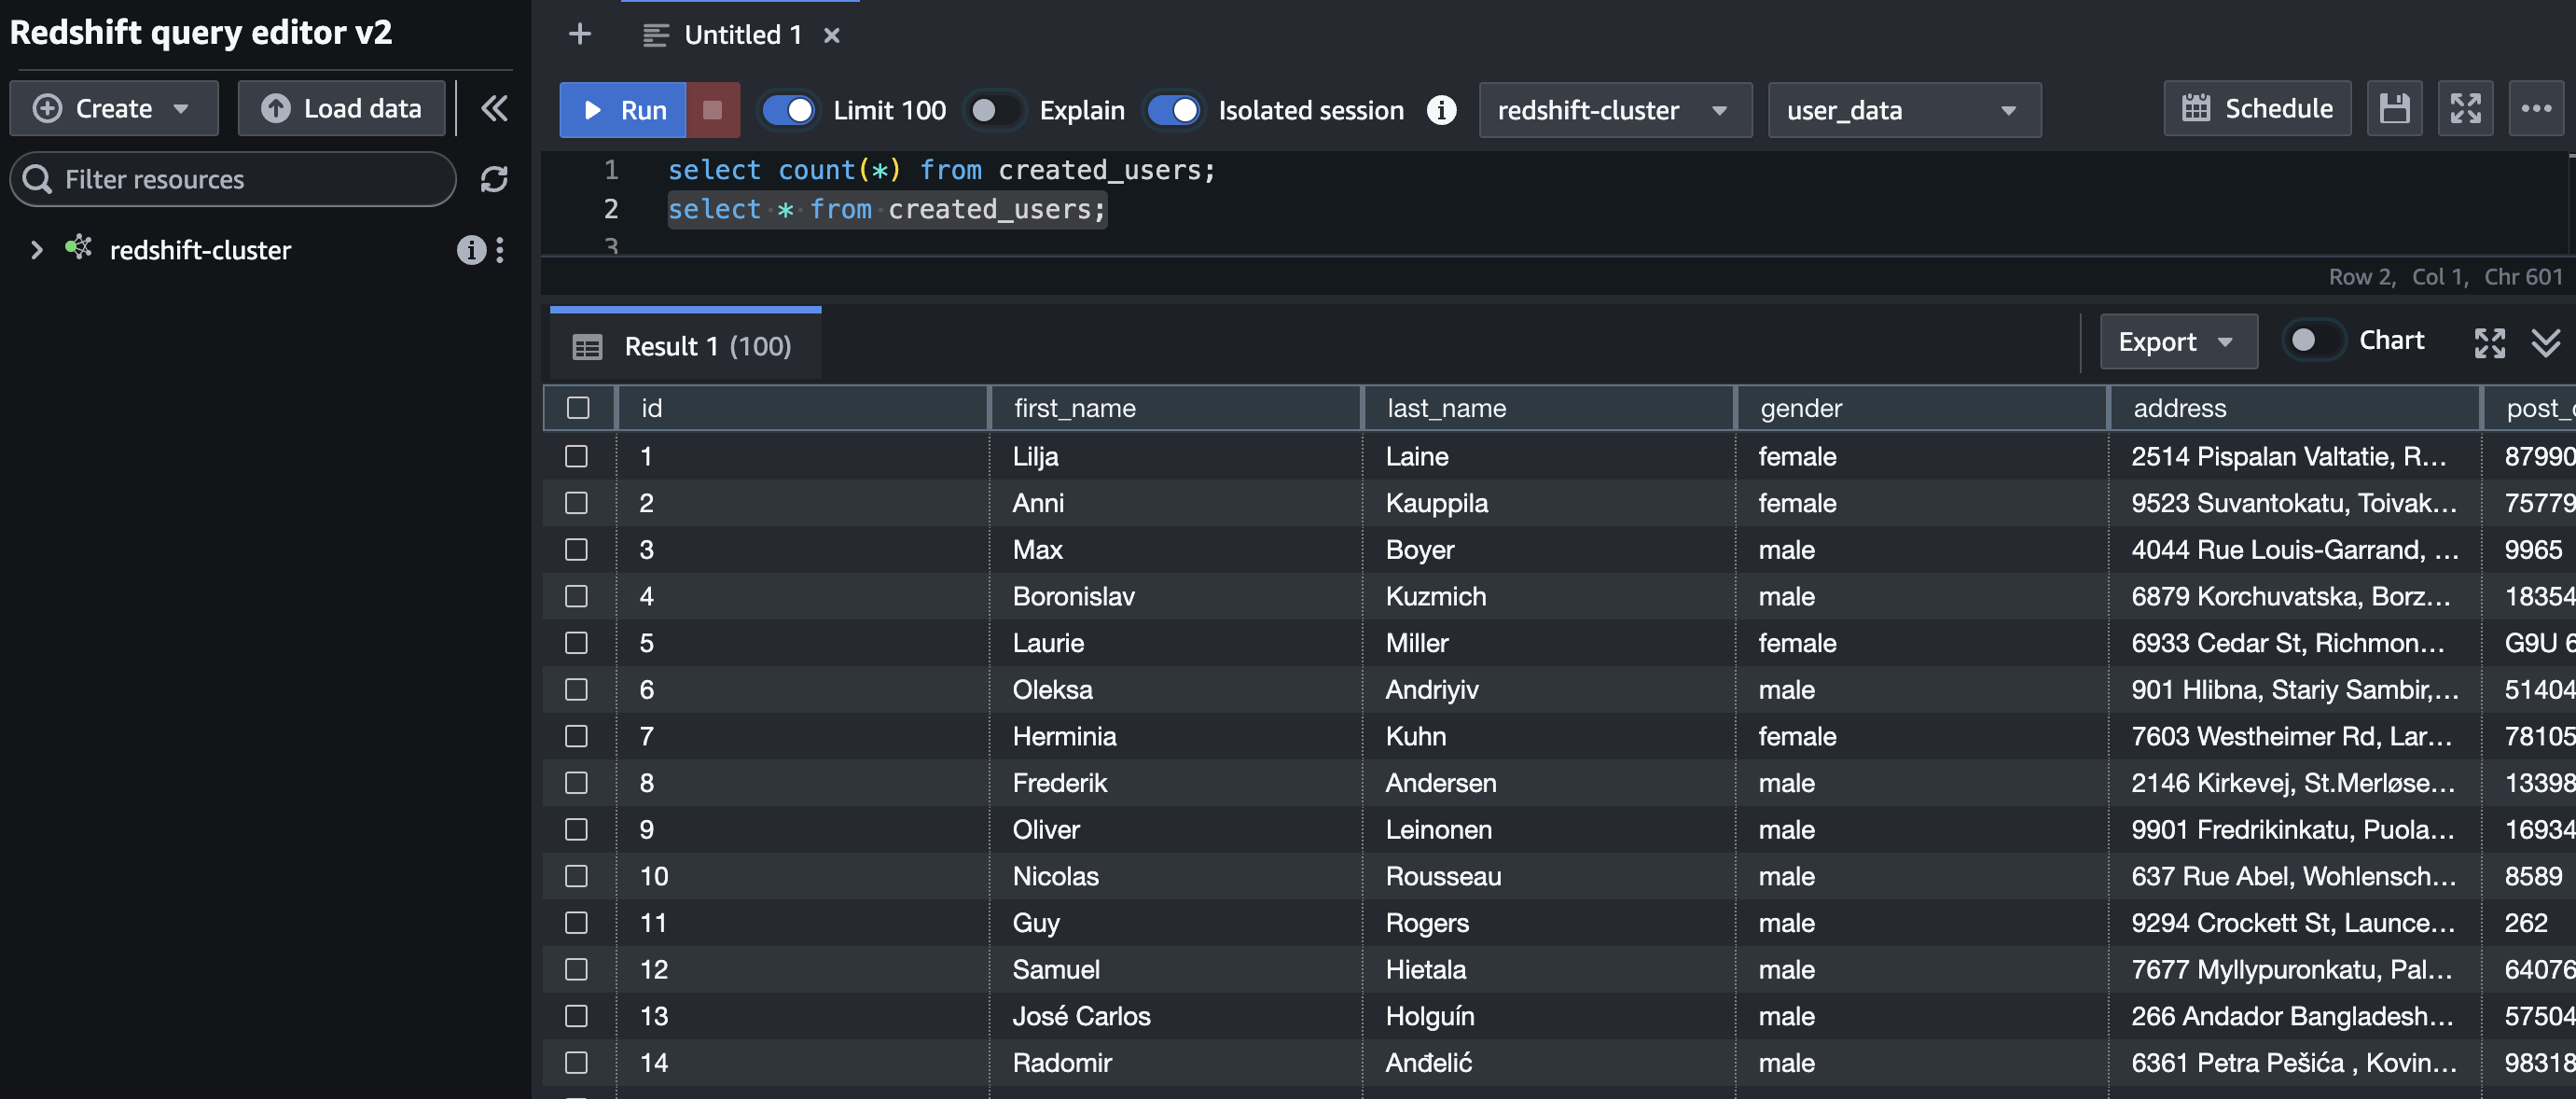 Redshift query editor v2
Create
Load data
Filter resources
redshift-cluster
Untitled 1
Run
Limit 100
Explain
Isolated session
redshift-cluster
user_data
Schedule
1 select count(*) from created_users;
2 select * from created_users;
3
Row 2, Col 1, Chr 601
Result 1 (100)
Export
Chart
id first_name last_name gender address post_
1 Lilja Laine female 2514 Pispalan Valtatie, R... 87990
2 Anni Kauppila female 9523 Suvantokatu, Toivak... 75779
3 Max Boyer male 4044 Rue Louis-Garrand, ... 9965
4 Boronislav Kuzmich male 6879 Korchuvatska, Borz... 18354
5 Laurie Miller female 6933 Cedar St, Richmon... G9U 6
6 Oleksa Andriyiv male 901 Hlibna, Stariy Sambir,... 51404
7 Herminia Kuhn female 7603 Westheimer Rd, Lar... 78105
8 Frederik Andersen male 2146 Kirkevej, St.Merløse... 13398
9 Oliver Leinonen male 9901 Fredrikinkatu, Puola... 16934
10 Nicolas Rousseau male 637 Rue Abel, Wohlensch... 8589
11 Guy Rogers male 9294 Crockett St, Launce... 262
12 Samuel Hietala male 7677 Myllypuronkatu, Pal... 64076
13 José Carlos Holguín male 266 Andador Bangladesh... 57504
14 Radomir Anđelić male 6361 Petra Pešića , Kovin... 98318